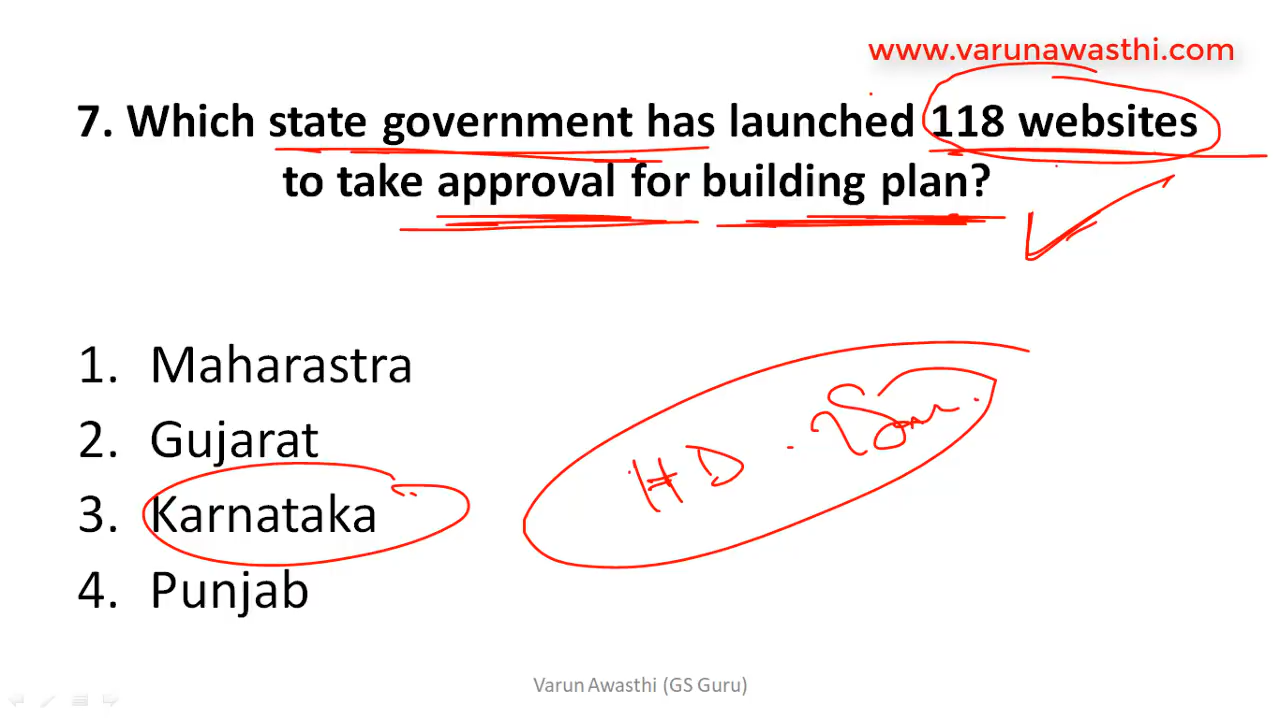 www.varunawasthi.com
7. Which state government has launched 118 websites
to take approval for building plan?
1. Maharastra
2. Gujarat
3. Karnataka
4. Punjab
HD.
Varun Awasthi (GS Guru)